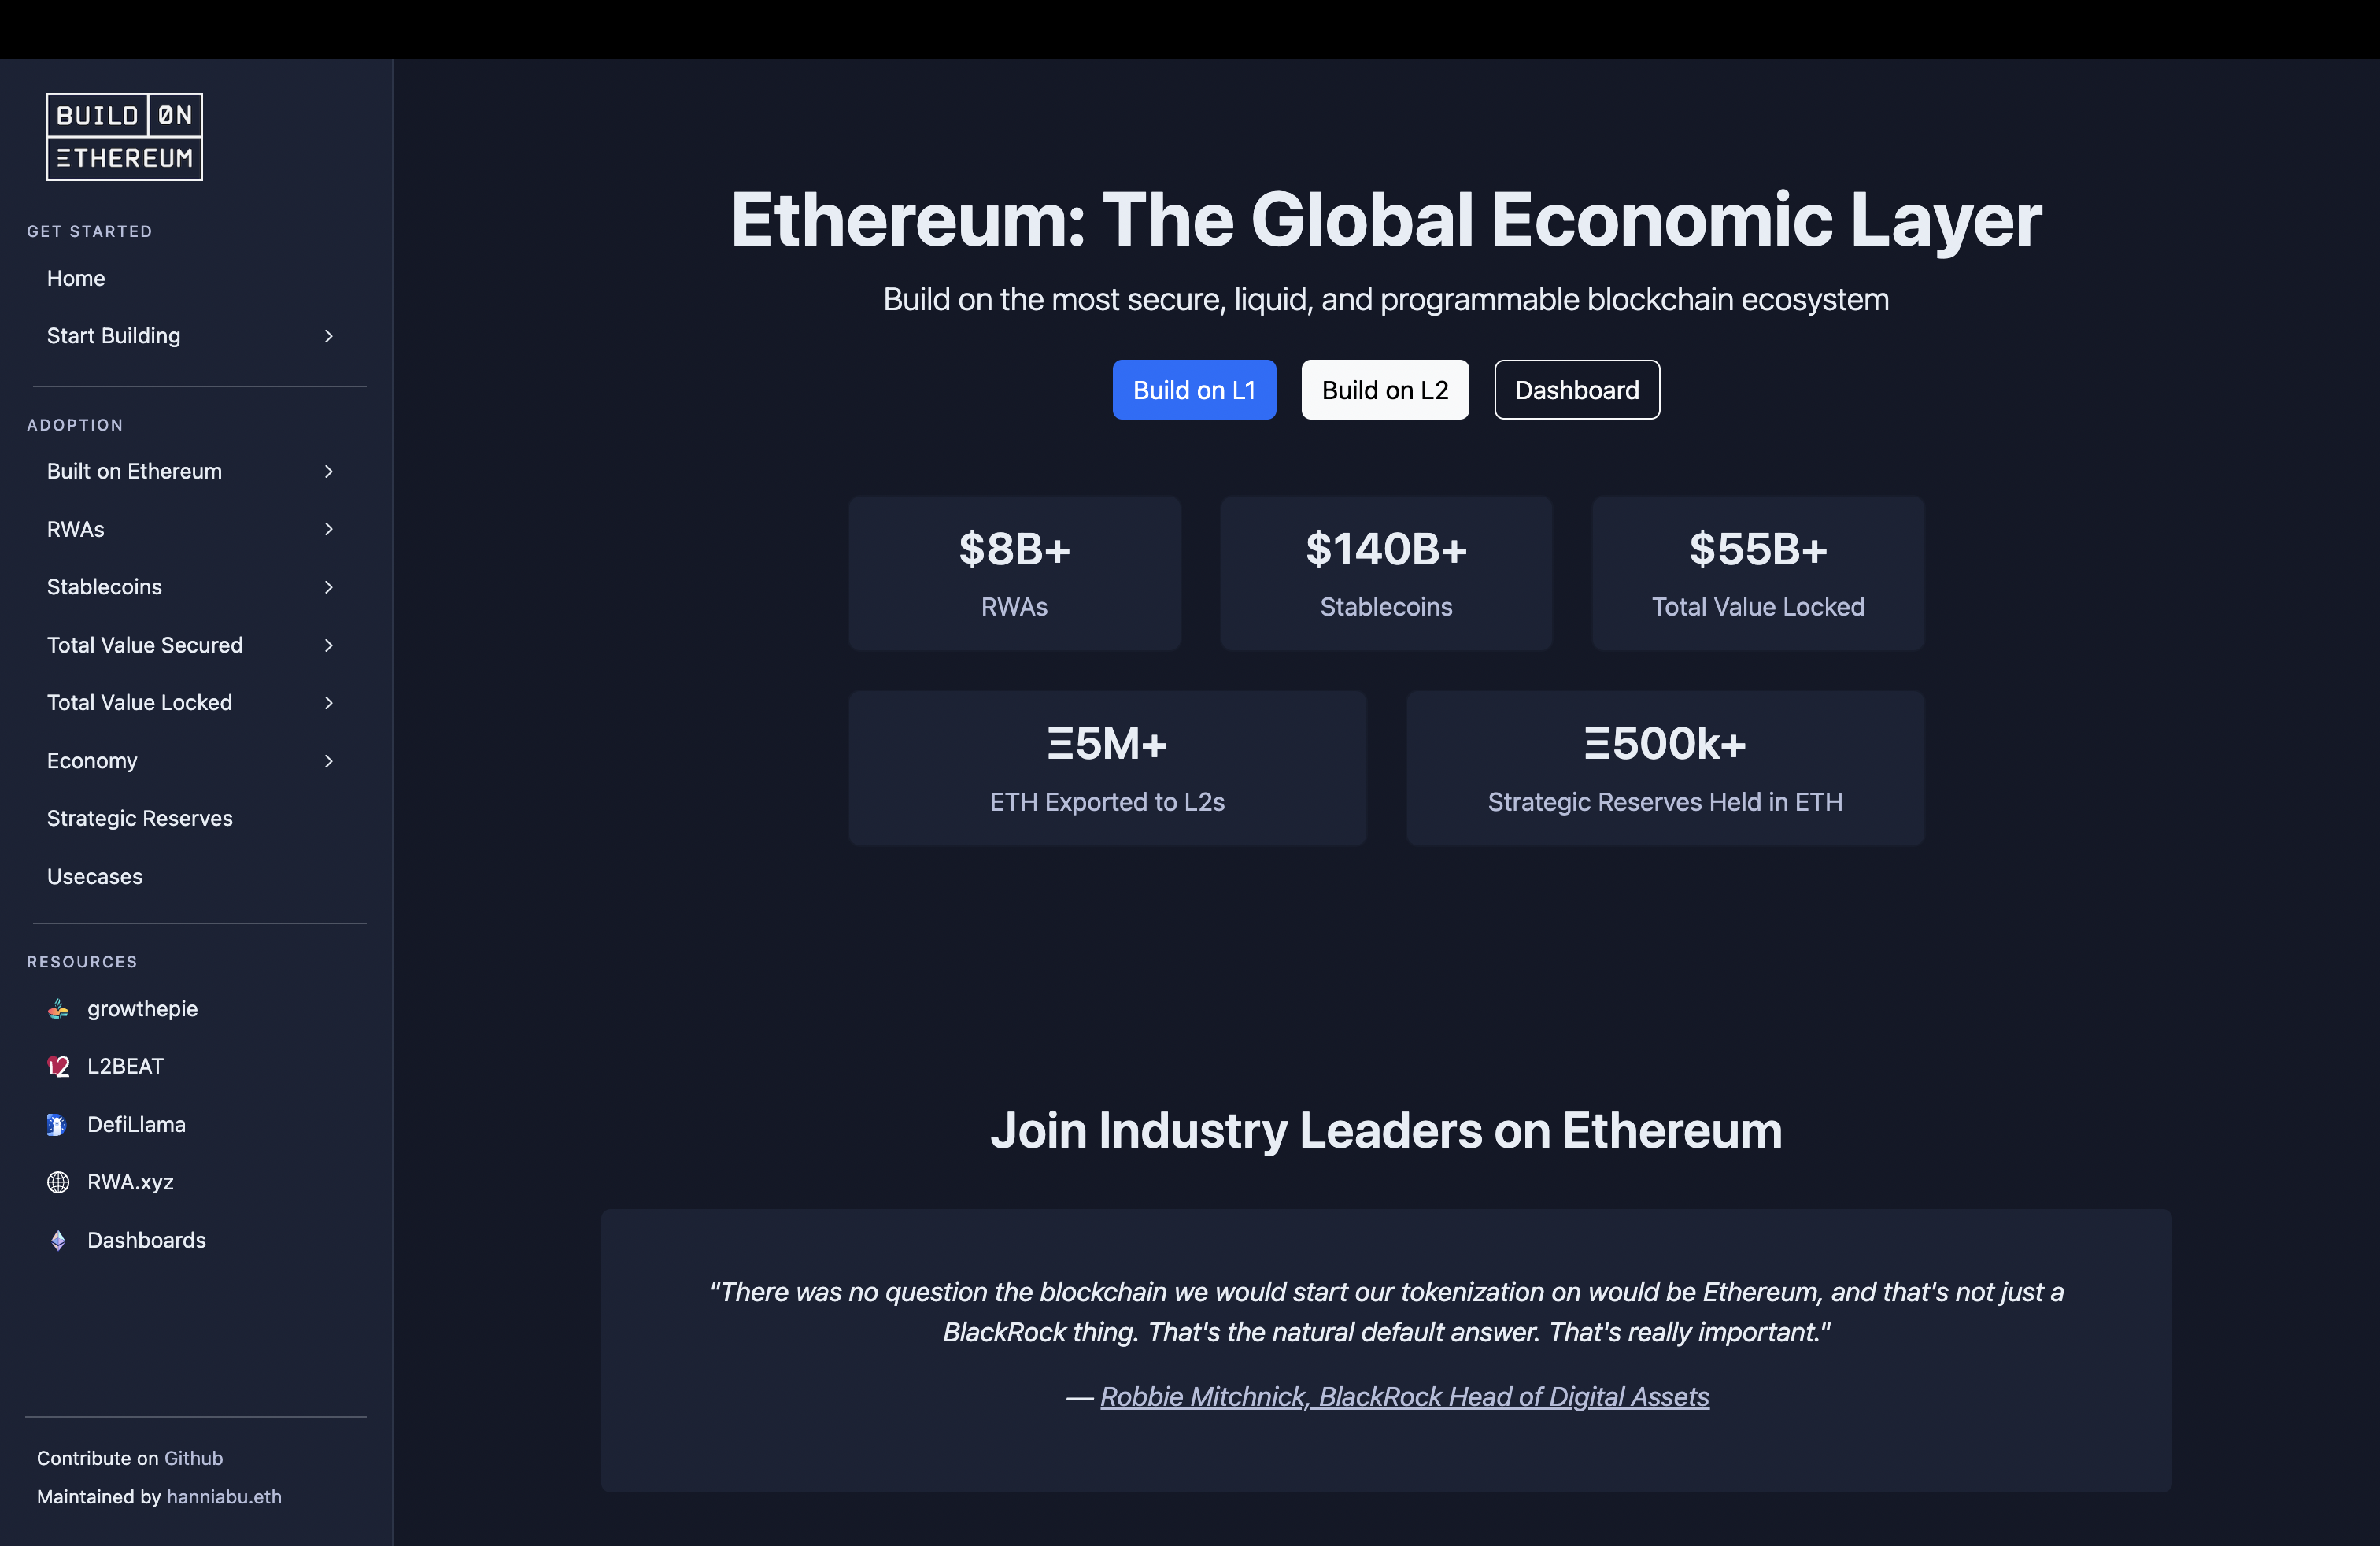 BUILD ØN
ΞTHEREUM
GET STARTED
Home
Start Building
ADOPTION
Built on Ethereum
RWAs
Stablecoins
Total Value Secured
Total Value Locked
Economy
Strategic Reserves
Usecases
RESOURCES
growthepie
L2 L2BEAT
DefiLlama
RWA.xyz
Dashboards
Contribute on Github
Maintained by hanniabu.eth
Ethereum: The Global Economic Layer
Build on the most secure, liquid, and programmable blockchain ecosystem
Build on L1 Build on L2 Dashboard
$8B+ $140B+ $55B+
RWAs Stablecoins Total Value Locked
Ξ5M+ Ξ500k+
ETH Exported to L2s Strategic Reserves Held in ETH
Join Industry Leaders on Ethereum
"There was no question the blockchain we would start our tokenization on would be Ethereum, and that's not just a
BlackRock thing. That's the natural default answer. That's really important."
— Robbie Mitchnick, BlackRock Head of Digital Assets